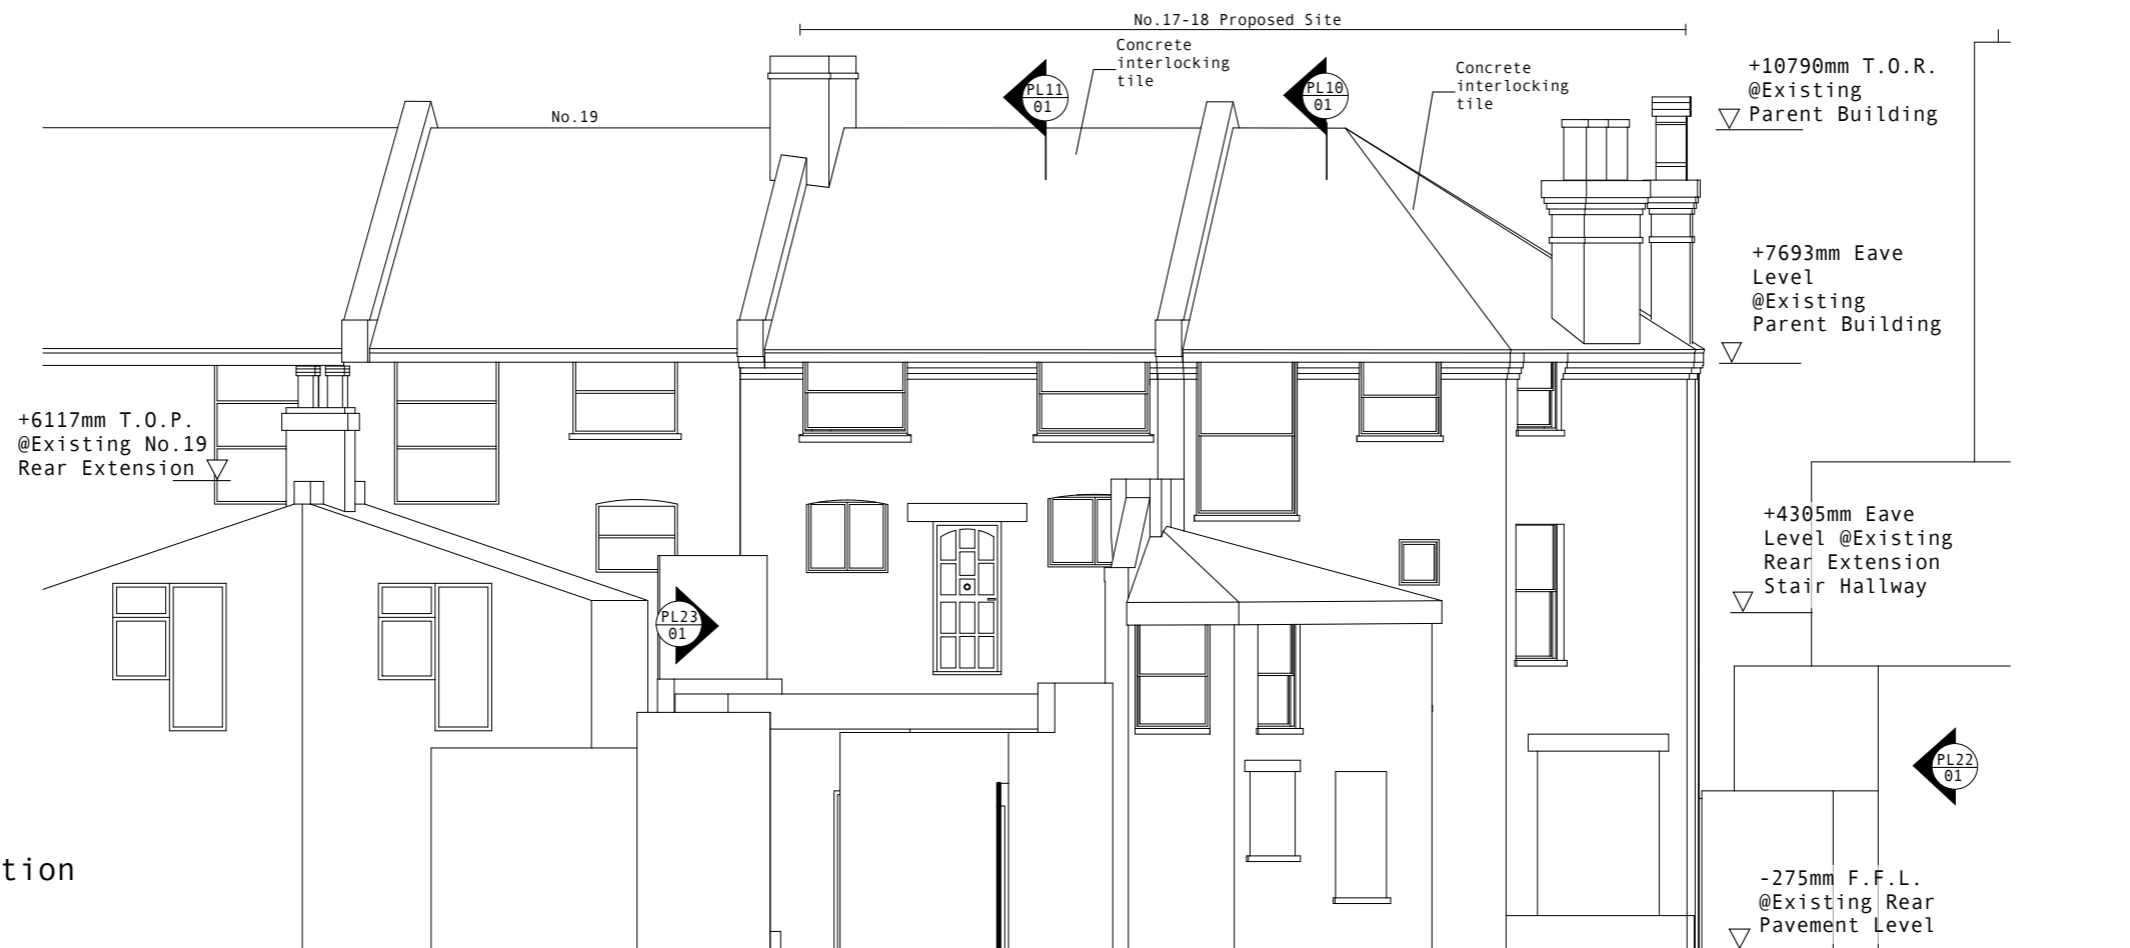 No.17-18 Proposed Site
Concrete
interlocking
tile
Concrete
interlocking
tile
+10790mm T.O.R.
@Existing
Parent Building
PL11
01
PL10
01
No.19
+7693mm Eave
Level
@Existing
Parent Building
+6117mm T.O.P.
@Existing No.19
Rear Extension
+4305mm Eave
Level @Existing
Rear Extension
Stair Hallway
PL23
01
PL22
01
tion
-275mm F.F.L.
@Existing Rear
Pavement Level